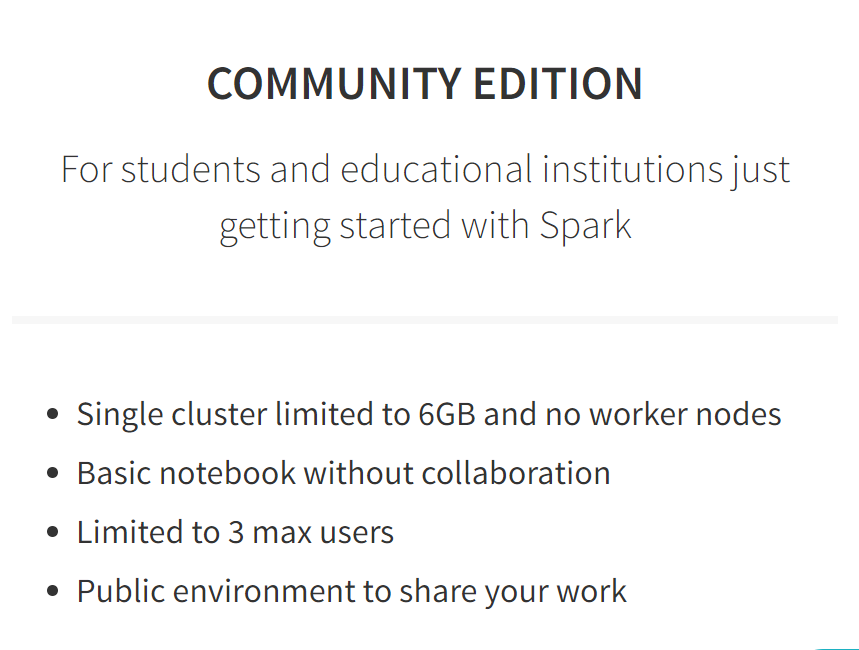 COMMUNITY EDITION
For students and educational institutions just
getting started with Spark
• Single cluster limited to 6GB and no worker nodes
• Basic notebook without collaboration
• Limited to 3 max users
• Public environment to share your work